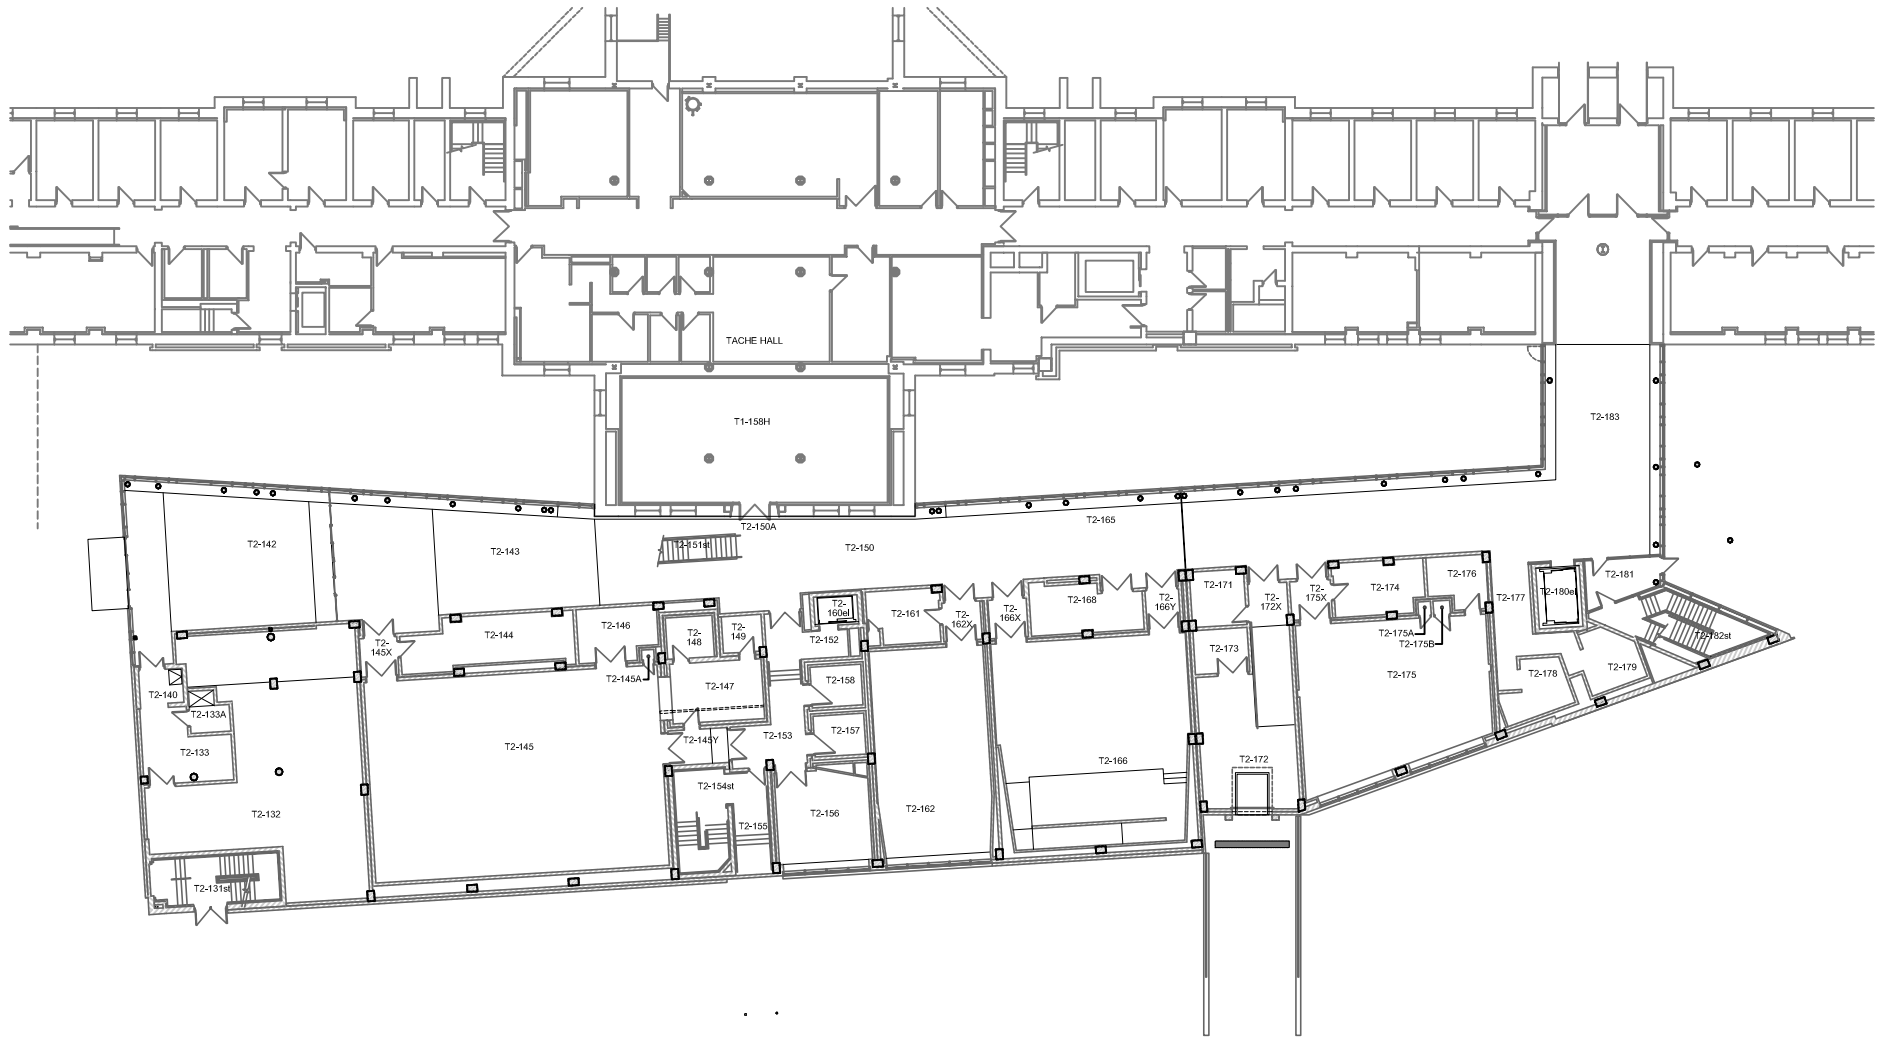 TACHE HALL
T1-158H
T2-183
T2-150A
T2-165
T2-142
T2-143
T2-151st
T2-150
T2-181
T2-176
T2-174
T2-171
T2-
172X
T2-
175X
T2-180el
T2-177
T2-168
T2-
166Y
T2-
160el
T2-161
T2-
162X
T2-
166X
T2-144
T2-146
T2-
148
T2-
149
T2-152
T2-175A
T2-175B
T2-182st
T2-
145X
T2-173
T2-179
T2-178
T2-175
T2-145A
T2-147
T2-158
T2-140
T2-133A
T2-157
T2-153
T2-145Y
T2-145
T2-133
T2-166
T2-172
T2-154st
T2-162
T2-156
T2-132
T2-155
T2-131st